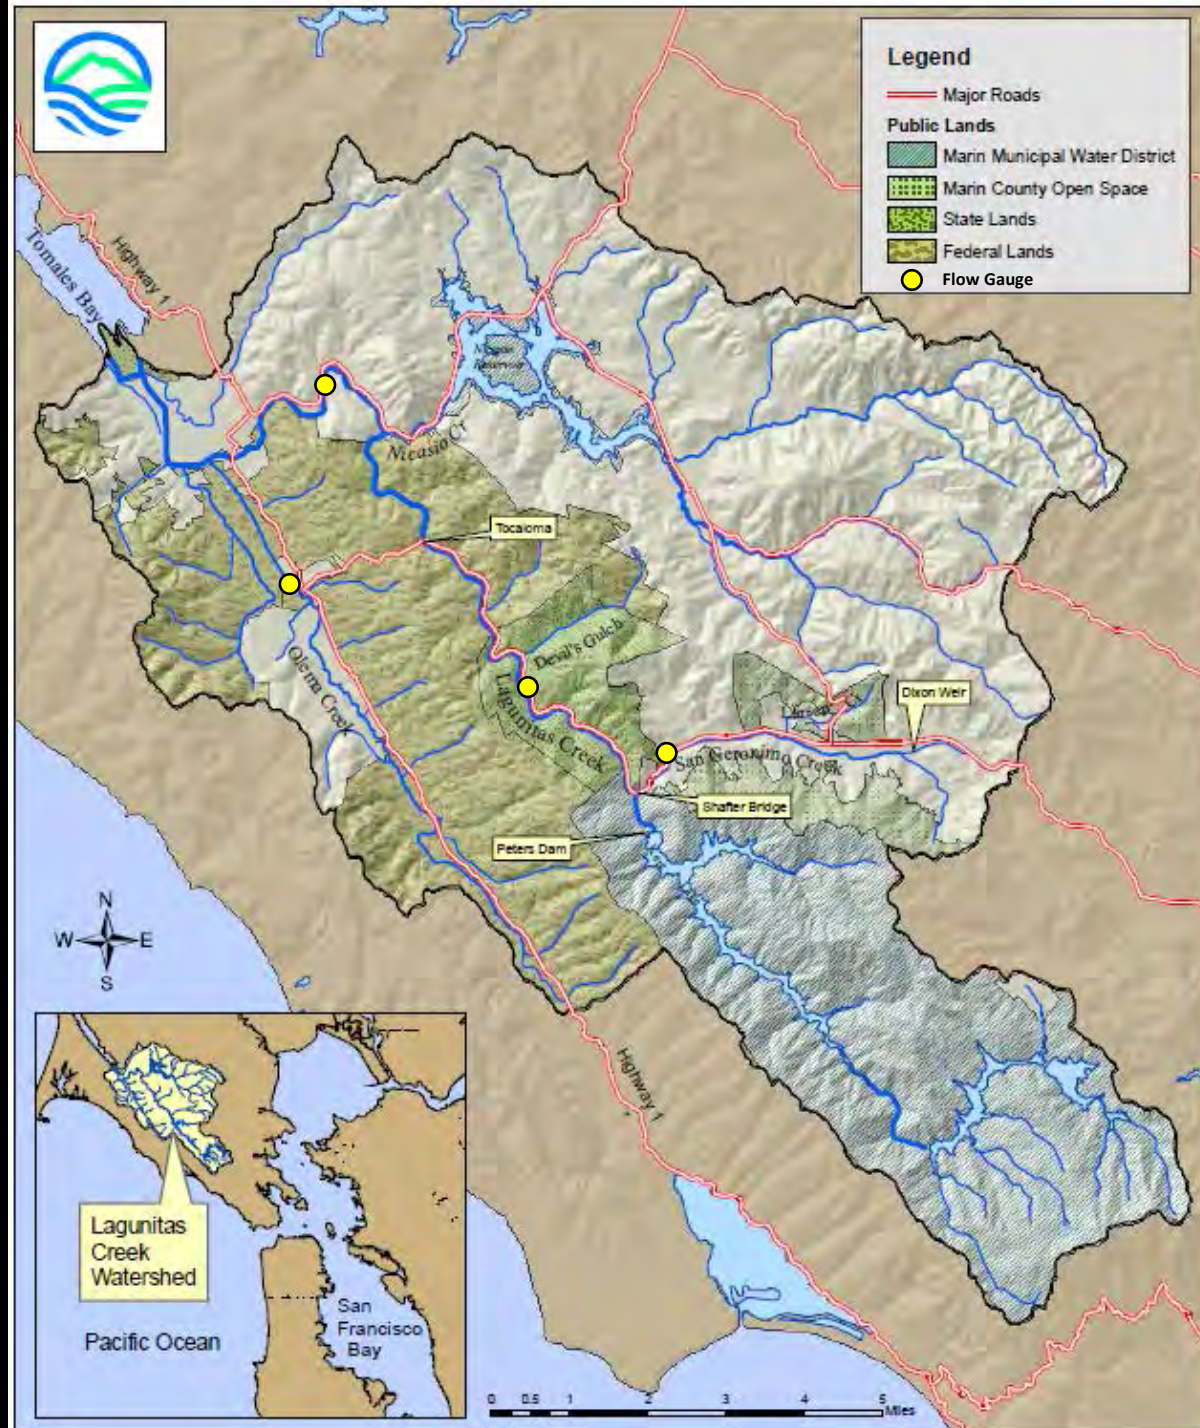 Legend
Major Roads
Public Lands
Marin Municipal Water District
Marin County Open Space
State Lands
Federal Lands
Flow Gauge
Tomales Bay
Highway 1
Nicasio
Reservoir
Nicasio Cr
Tocaloma
Devil's Gulch
Olema Creek
Lagunitas Creek
Dixon Weir
San Geronimo Creek
Shafter Bridge
Peters Dam
N
W
E
S
Highway 1
Lagunitas
Creek
Watershed
San
Francisco
Bay
Pacific Ocean
0 0.5 1 2 3 4 5
Miles